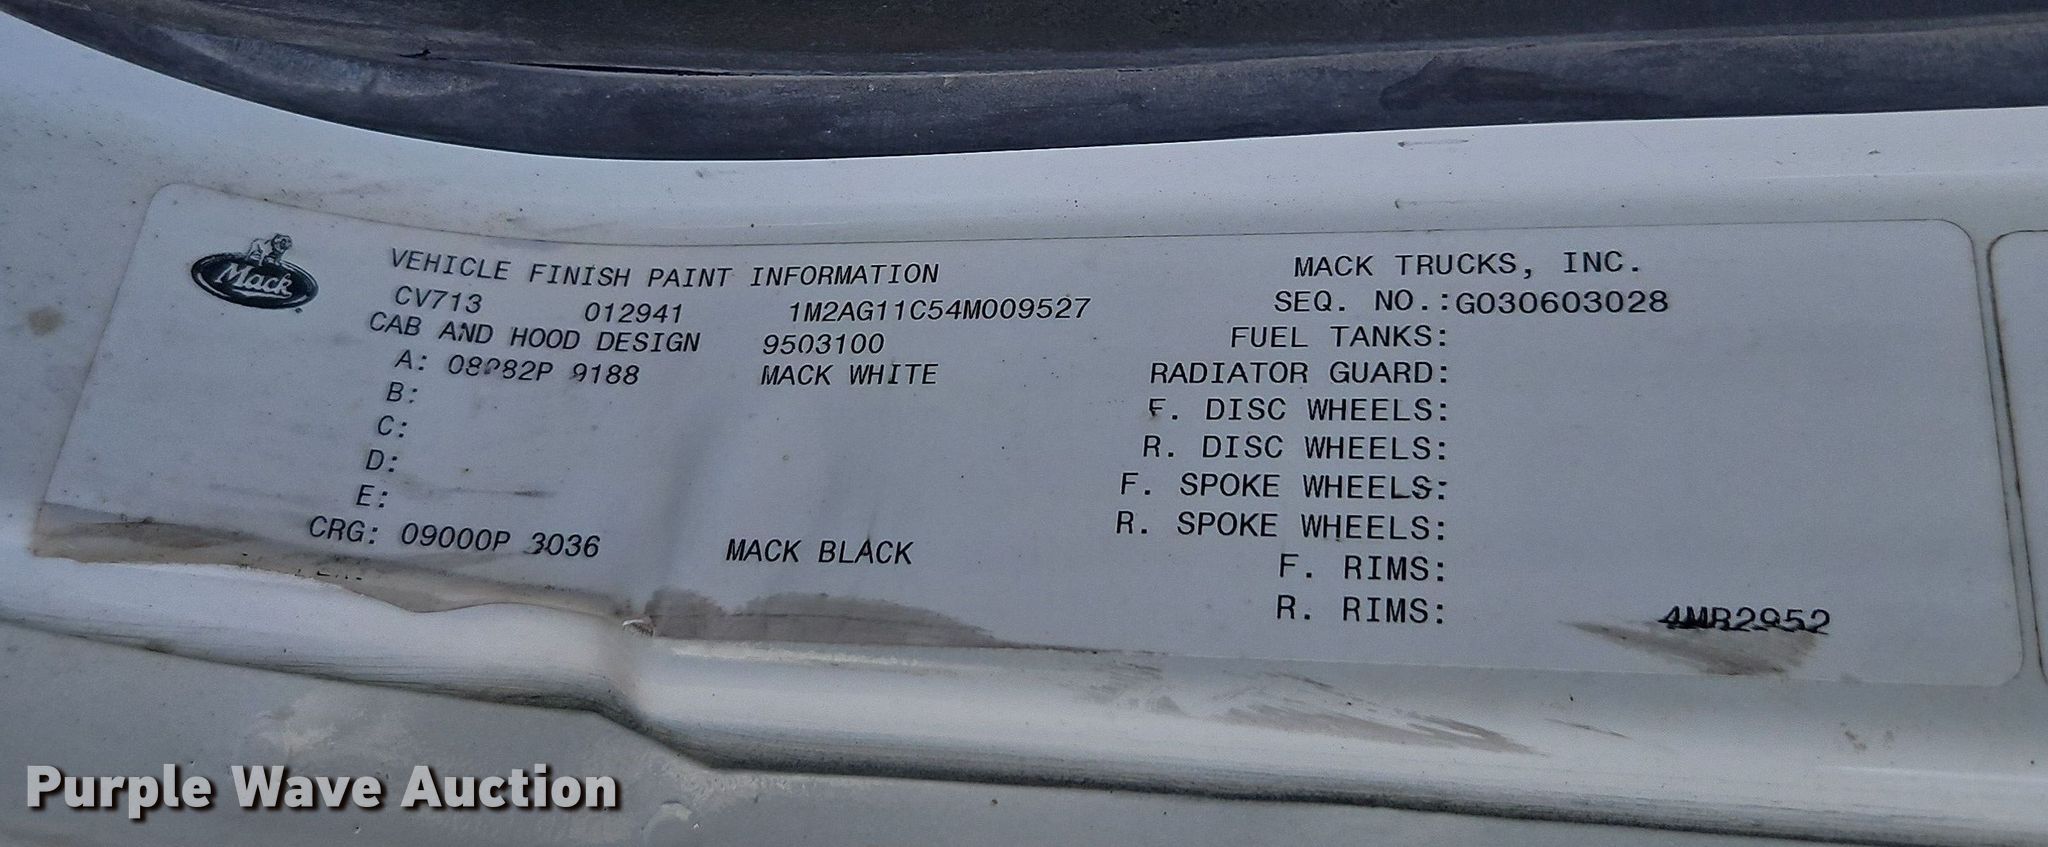 Mack
VEHICLE FINISH PAINT INFORMATION
CV713 012941 1M2AG11C54M009527
CAB AND HOOD DESIGN 9503100
A: 9188 MACK WHITE
B:
C:
D:
E:
CRG: 09000P 3036 MACK BLACK
MACK TRUCKS, INC.
SEQ. NO.:G030603028
FUEL TANKS:
RADIATOR GUARD:
F. DISC WHEELS:
R. DISC WHEELS:
F. SPOKE WHEELS:
R. SPOKE WHEELS:
F. RIMS:
R. RIMS: 4MR2952
Purple Wave Auction